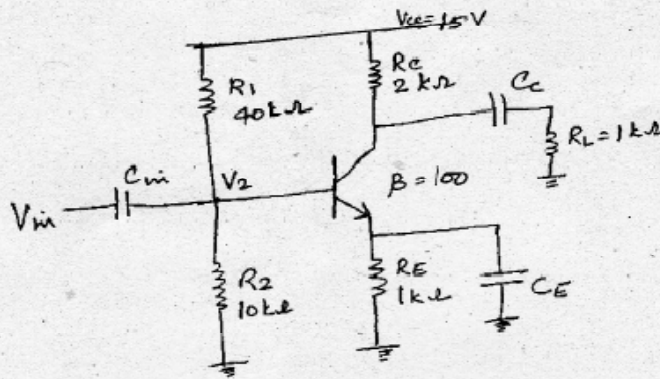 Vcc=15V
R1
40kΩ
Rc
2kΩ
Cc
RL=1kΩ
Cin
V2
β=100
Vin
R2
10kΩ
RE
1kΩ
CE